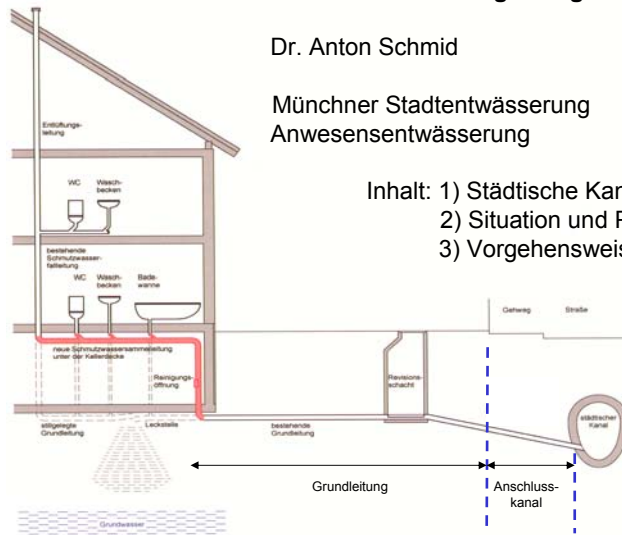 Dr. Anton Schmid
Münchner Stadtentwässerung
Anwesensentwässerung
Inhalt: 1) Städtische Kan
2) Situation und
3) Vorgehensweis
Entlüftungs-
leitung
WC
Wasch-
becken
bestehende
Schmutzwasser-
fallleitung
WC
Wasch-
becken
Bade-
wanne
neue Schmutzwassersammelleitung
unter der Kellerdecke
Reinigungs-
öffnung
stillgelegte
Grundleitung
Leckstelle
bestehende
Grundleitung
Revisions-
schacht
Gehweg
Straße
städtischer
Kanal
Grundleitung
Anschluss-
kanal
Grundwasser